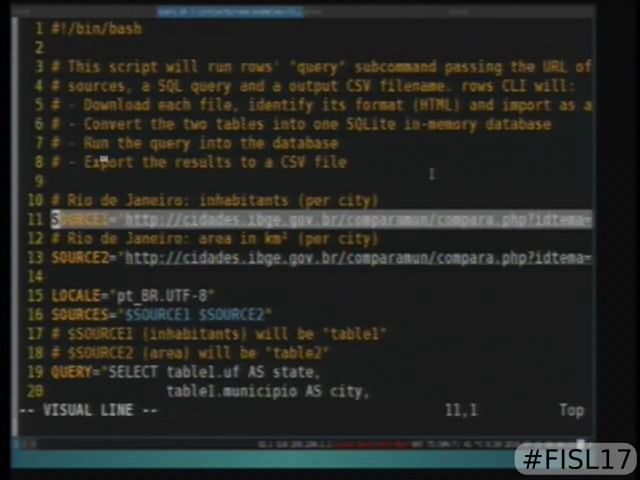 1 #!/bin/bash
2
3 # This script will run rows' "query" subcommand passing the URL of
4 # sources, a SQL query and a output CSV filename. rows CLI will:
5 # - Download each file, identify its format (HTML) and import as a
6 # - Convert the two tables into one SQLite in-memory database
7 # - Run the query into the database
8 # - Export the results to a CSV file
9
10 # Rio de Janeiro: inhabitants (per city)
11 SOURCE1="http://cidades.ibge.gov.br/comparamun/compara.php?idtema=
12 # Rio de Janeiro: area in km² (per city)
13 SOURCE2="http://cidades.ibge.gov.br/comparamun/compara.php?idtema=
14
15 LOCALE="pt_BR.UTF-8"
16 SOURCES="$SOURCE1 $SOURCE2"
17 # $SOURCE1 (inhabitants) will be "table1"
18 # $SOURCE2 (area) will be "table2"
19 QUERY="SELECT table1.uf AS state,
20 table1.municipio AS city,
-- VISUAL LINE -- 11,1 Top
#FISL17